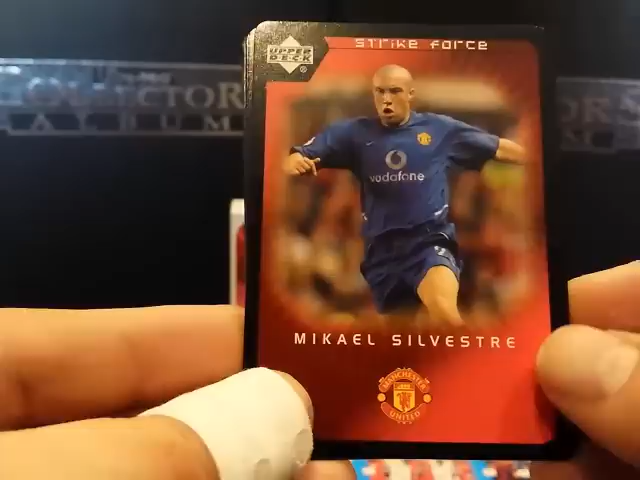 UPPER
DECK
strike force
COLLECTOR
ALBUM
vodafone
MIKAEL SILVESTRE
MANCHESTER
UNITED